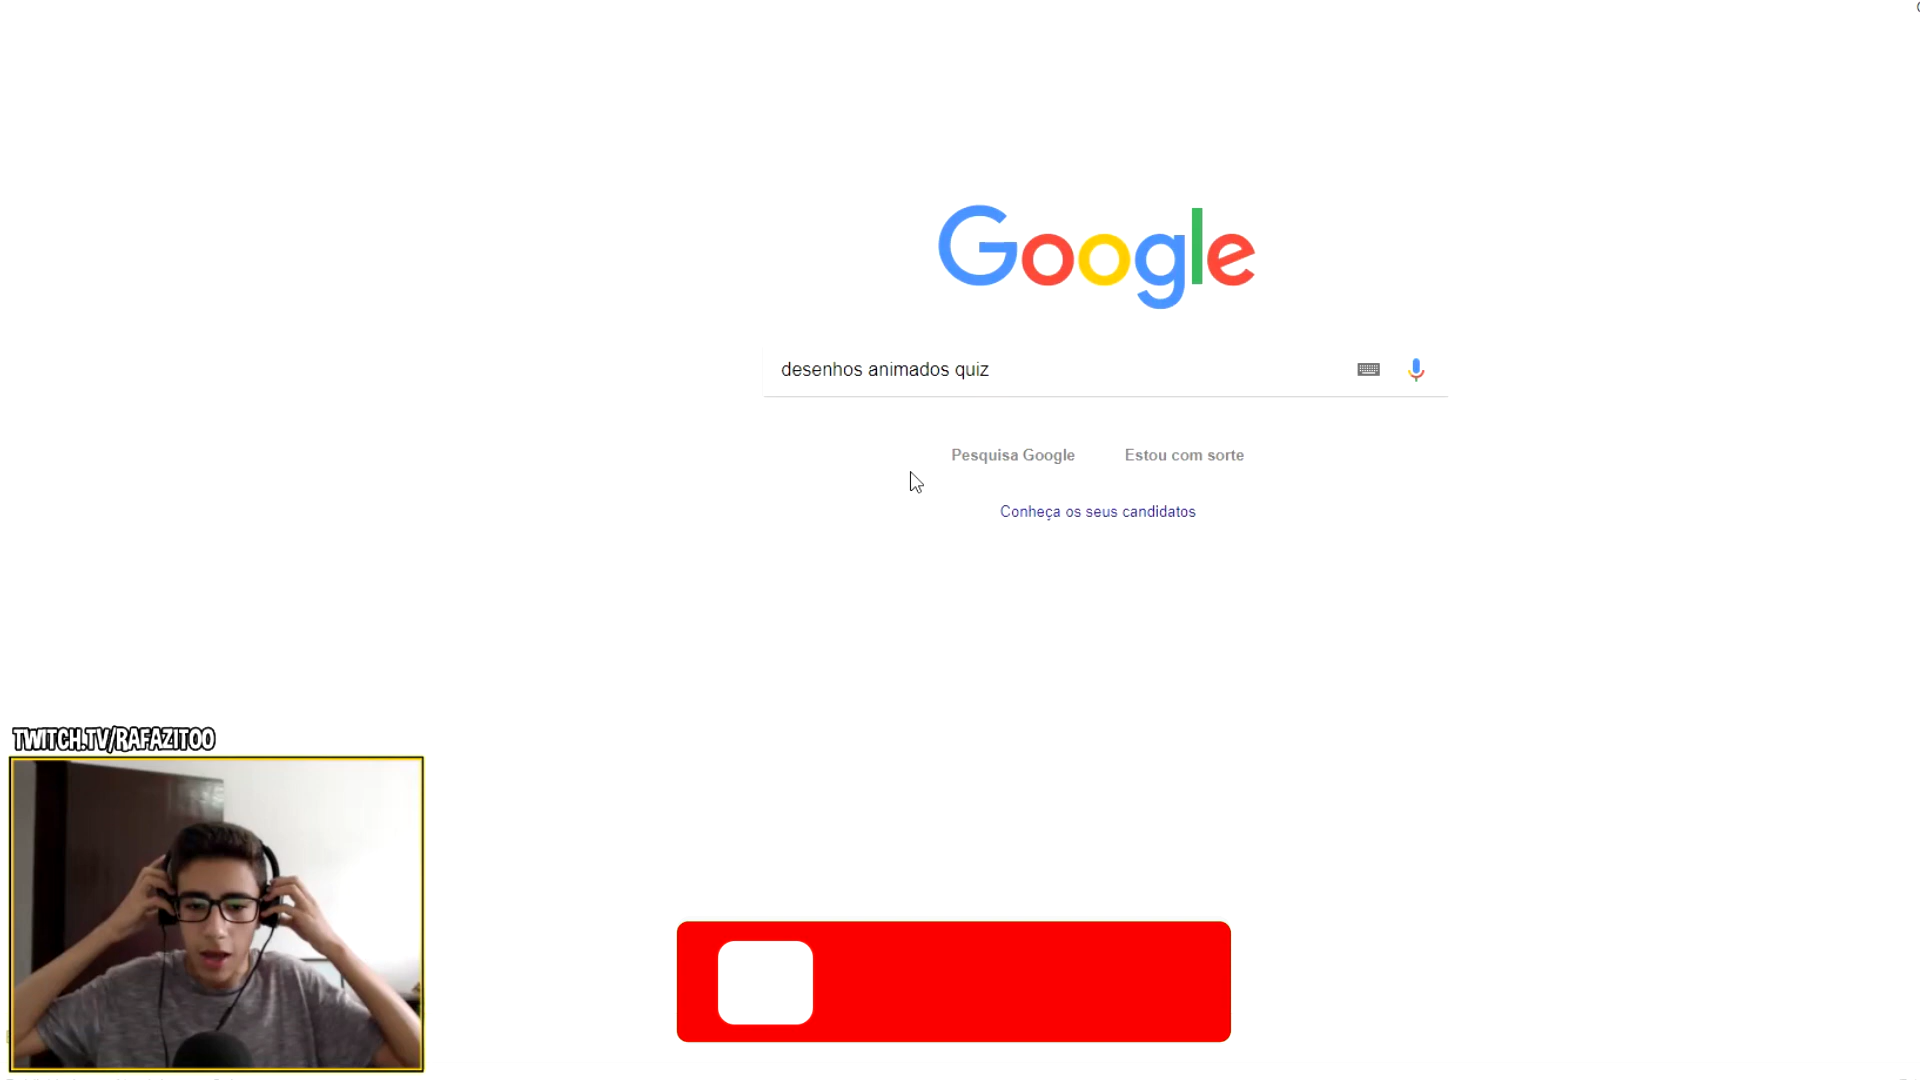 Google
desenhos animados quiz
Pesquisa Google
Estou com sorte
Conheça os seus candidatos
TWITCH.TV/RAFAZITOO